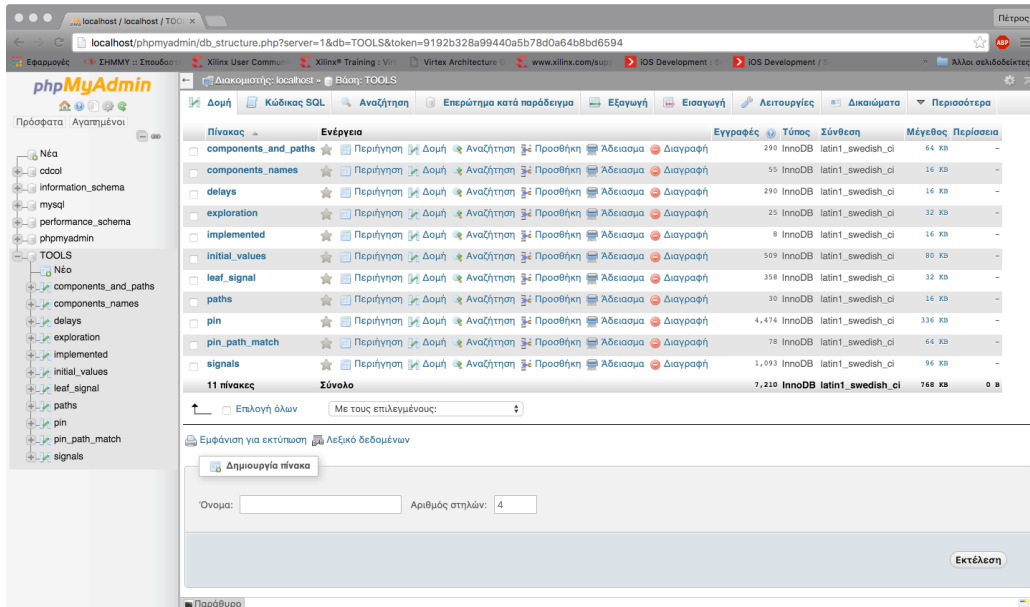 localhost / localhost / TOO
Πέτρος
localhost/phpmyadmin/db_structure.php?server=1&db=TOOLS&token=9192b328a99440a5b78d0a64b8bd6594
ABP
Εφαρμογές ΣΗΜΜΥ :: Σπουδαστ Xilinx User Commun Xilinx® Training : Vir Virtex Architecture G www.xilinx.com/supp iOS Development : S iOS Development / S » Άλλοι σελιδοδείκτες
phpMyAdmin
Πρόσφατα Αγαπημένοι
Νέα
cdcol
information_schema
mysql
performance_schema
phpmyadmin
TOOLS
Νέο
components_and_paths
components_names
delays
exploration
implemented
initial_values
leaf_signal
paths
pin
pin_path_match
signals
Διακομιστής: localhost » Βάση: TOOLS
Δομή Κώδικας SQL Αναζήτηση Επερώτημα κατά παράδειγμα Εξαγωγή Εισαγωγή Λειτουργίες Δικαιώματα Περισσότερα
Πίνακας Ενέργεια Εγγραφές Τύπος Σύνθεση Μέγεθος Περίσσεια
components_and_paths Περιήγηση Δομή Αναζήτηση Προσθήκη Άδειασμα Διαγραφή 290 InnoDB latin1_swedish_ci 64 KB -
components_names Περιήγηση Δομή Αναζήτηση Προσθήκη Άδειασμα Διαγραφή 55 InnoDB latin1_swedish_ci 16 KB -
delays Περιήγηση Δομή Αναζήτηση Προσθήκη Άδειασμα Διαγραφή 290 InnoDB latin1_swedish_ci 16 KB -
exploration Περιήγηση Δομή Αναζήτηση Προσθήκη Άδειασμα Διαγραφή 25 InnoDB latin1_swedish_ci 32 KB -
implemented Περιήγηση Δομή Αναζήτηση Προσθήκη Άδειασμα Διαγραφή 8 InnoDB latin1_swedish_ci 16 KB -
initial_values Περιήγηση Δομή Αναζήτηση Προσθήκη Άδειασμα Διαγραφή 509 InnoDB latin1_swedish_ci 80 KB -
leaf_signal Περιήγηση Δομή Αναζήτηση Προσθήκη Άδειασμα Διαγραφή 358 InnoDB latin1_swedish_ci 32 KB -
paths Περιήγηση Δομή Αναζήτηση Προσθήκη Άδειασμα Διαγραφή 30 InnoDB latin1_swedish_ci 16 KB -
pin Περιήγηση Δομή Αναζήτηση Προσθήκη Άδειασμα Διαγραφή 4,474 InnoDB latin1_swedish_ci 336 KB -
pin_path_match Περιήγηση Δομή Αναζήτηση Προσθήκη Άδειασμα Διαγραφή 78 InnoDB latin1_swedish_ci 64 KB -
signals Περιήγηση Δομή Αναζήτηση Προσθήκη Άδειασμα Διαγραφή 1,093 InnoDB latin1_swedish_ci 96 KB -
11 πίνακες Σύνολο 7,210 InnoDB latin1_swedish_ci 768 KB 0 B
Επιλογή όλων Με τους επιλεγμένους:
Εμφάνιση για εκτύπωση Λεξικό δεδομένων
Δημιουργία πίνακα
Όνομα: Αριθμός στηλών: 4
Εκτέλεση
Παράθυρο